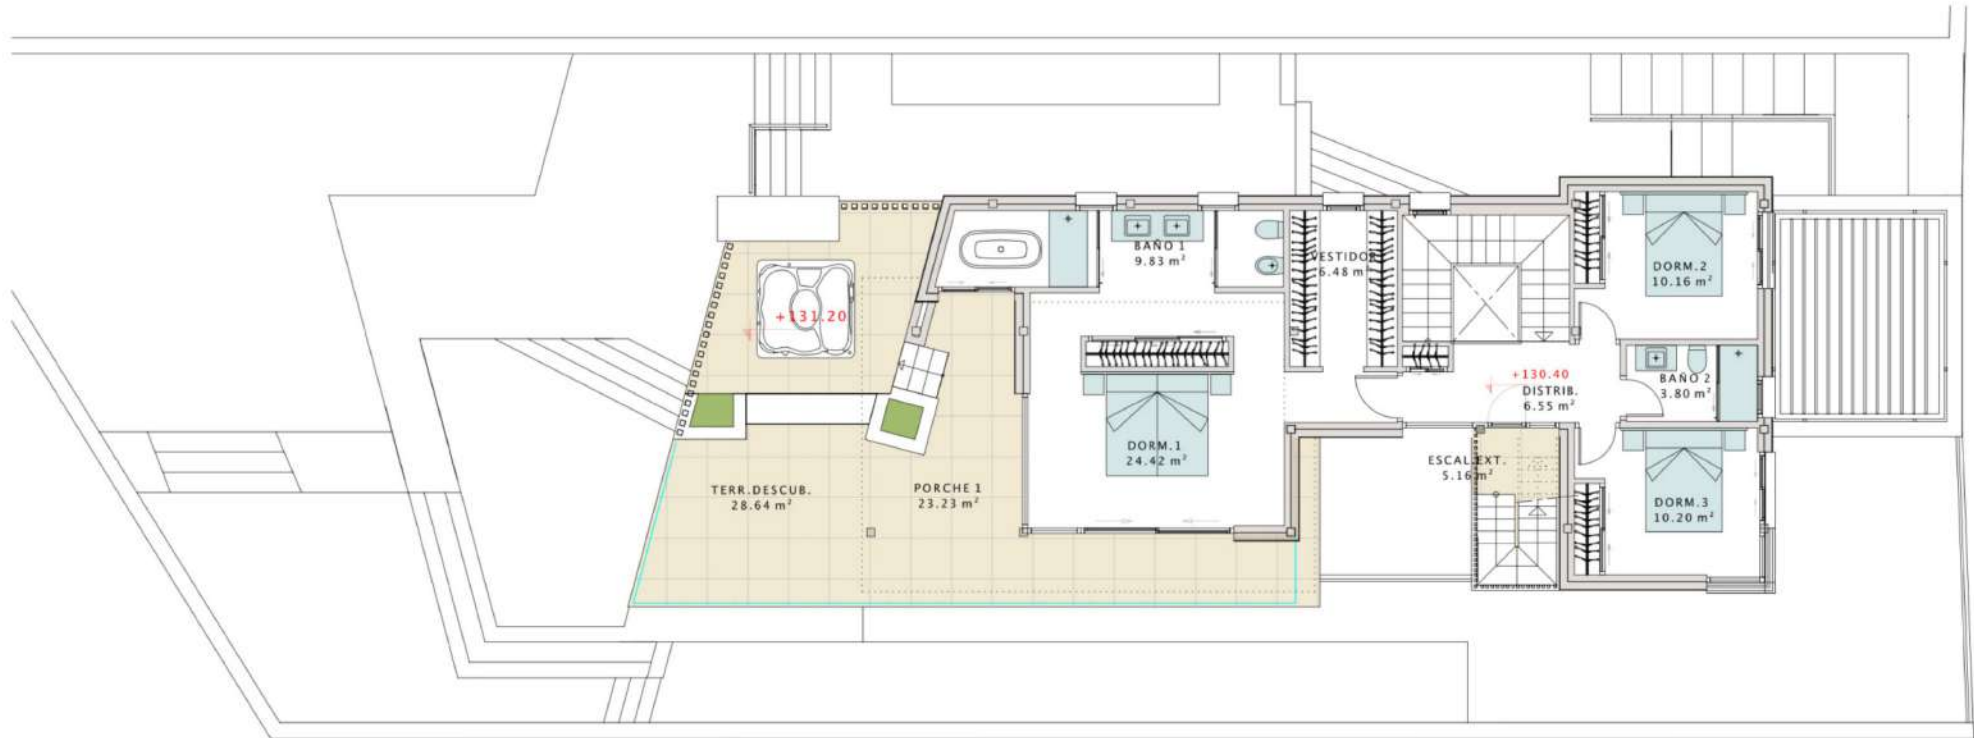 BAÑO 1
9.83 m²
VESTIDOR
6.48 m²
DORM.2
10.16 m²
+131.20
+130.40
DISTRIB.
6.55 m²
BAÑO 2
3.80 m²
DORM.1
24.42 m²
ESCAL.EXT.
5.16 m²
TERR.DESCUB.
28.64 m²
PORCHE 1
23.23 m²
DORM.3
10.20 m²